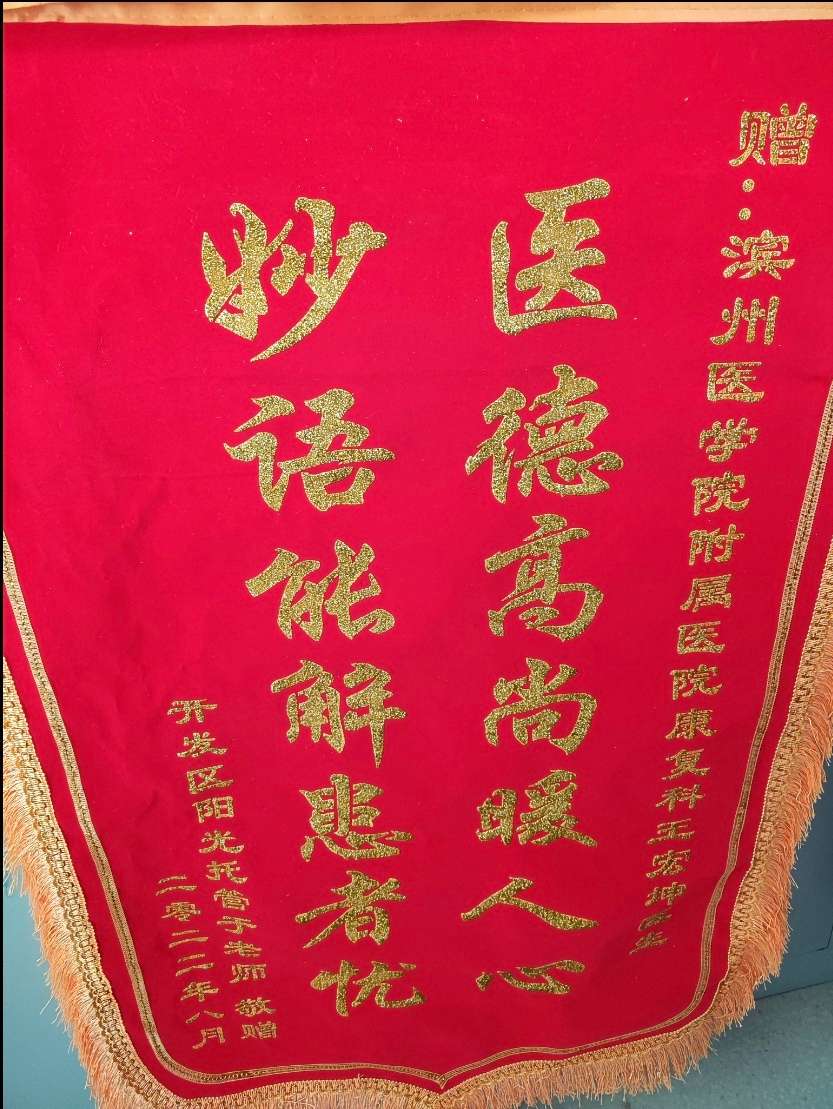 赠：滨州医学院附属医院康复科王宏坤医生
医德高尚暖人心
妙语能解患者忧
开发区阳光托管于老师 敬赠
二零二二年八月